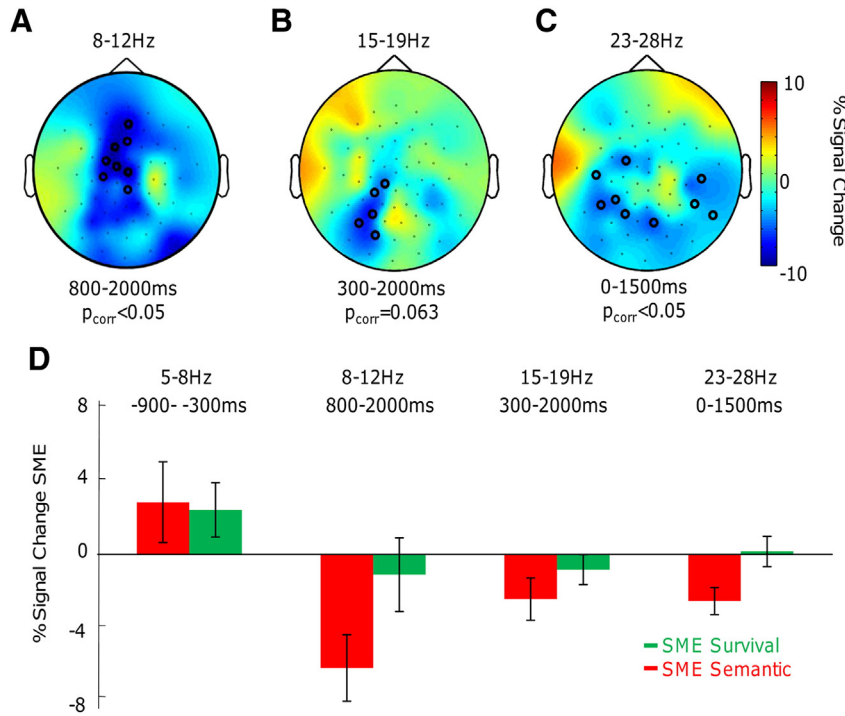 A
8-12Hz
800-2000ms
pcorr<0.05
B
15-19Hz
300-2000ms
pcorr=0.063
C
23-28Hz
0-1500ms
pcorr<0.05
10
0
-10
% Signal Change
D
5-8Hz
-900- -300ms
8-12Hz
800-2000ms
15-19Hz
300-2000ms
23-28Hz
0-1500ms
% Signal Change SME
8
4
0
-4
-8
SME Survival
SME Semantic